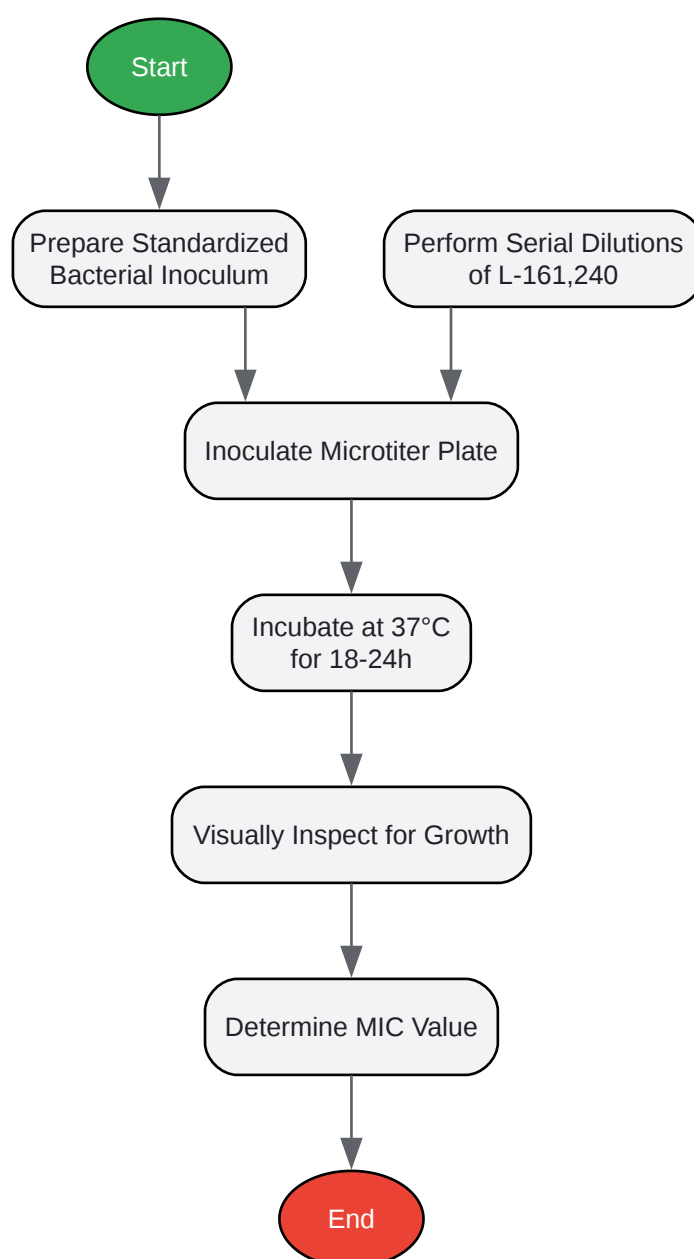 Start
Prepare Standardized
Bacterial Inoculum
Perform Serial Dilutions
of L-161,240
Inoculate Microtiter Plate
Incubate at 37°C
for 18-24h
Visually Inspect for Growth
Determine MIC Value
End